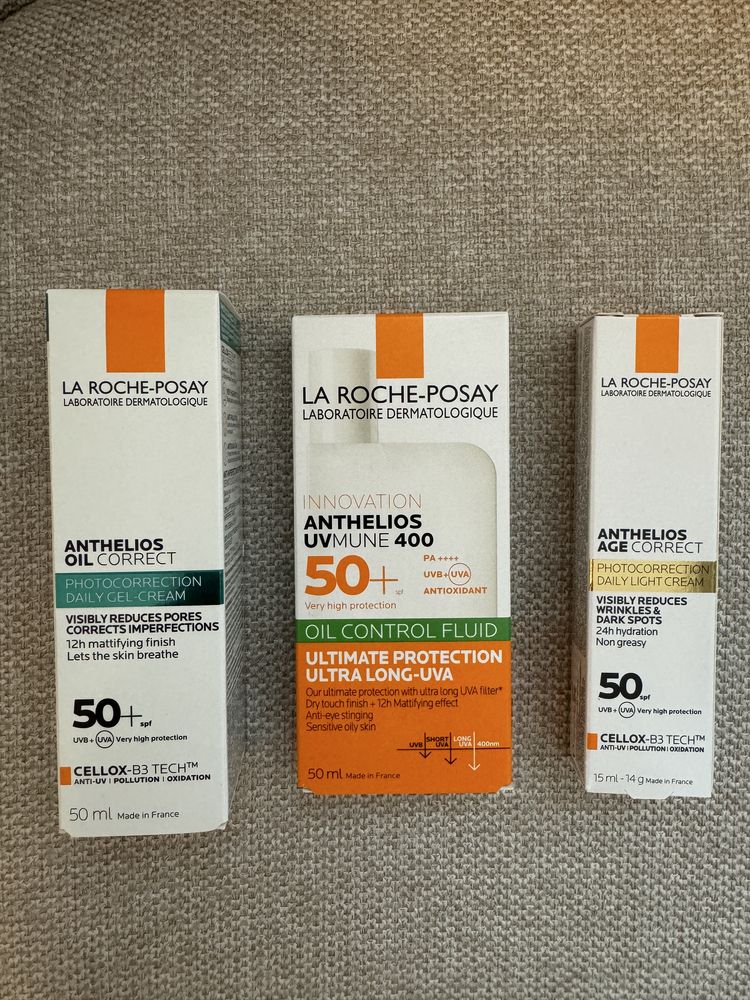 LA ROCHE-POSAY
LABORATOIRE DERMATOLOGIQUE
ANTHELIOS
OIL CORRECT
PHOTOCORRECTION
DAILY GEL-CREAM
VISIBLY REDUCES PORES
CORRECTS IMPERFECTIONS
12h mattifying finish
Lets the skin breathe
50+ spf
UVB + UVA Very high protection
CELLOX-B3 TECH™
ANTI-UV | POLLUTION | OXIDATION
50 ml Made in France
LA ROCHE-POSAY
LABORATOIRE DERMATOLOGIQUE
INNOVATION
ANTHELIOS
UVMUNE 400
50+ spf
Very high protection
PA ++++
UVB+UVA
ANTIOXIDANT
OIL CONTROL FLUID
ULTIMATE PROTECTION
ULTRA LONG-UVA
Our ultimate protection with ultra long UVA filter*
Dry touch finish + 12h Mattifying effect
Anti-eye stinging
Sensitive oily skin
UVB SHORT UVA LONG UVA 400nm
50 ml Made in France
LA ROCHE-POSAY
LABORATOIRE DERMATOLOGIQUE
ANTHELIOS
AGE CORRECT
PHOTOCORRECTION
DAILY LIGHT CREAM
VISIBLY REDUCES
WRINKLES &
DARK SPOTS
24h hydration
Non greasy
50 spf
UVB + UVA Very high protection
CELLOX-B3 TECH™
ANTI-UV | POLLUTION | OXIDATION
15 ml - 14 g Made in France